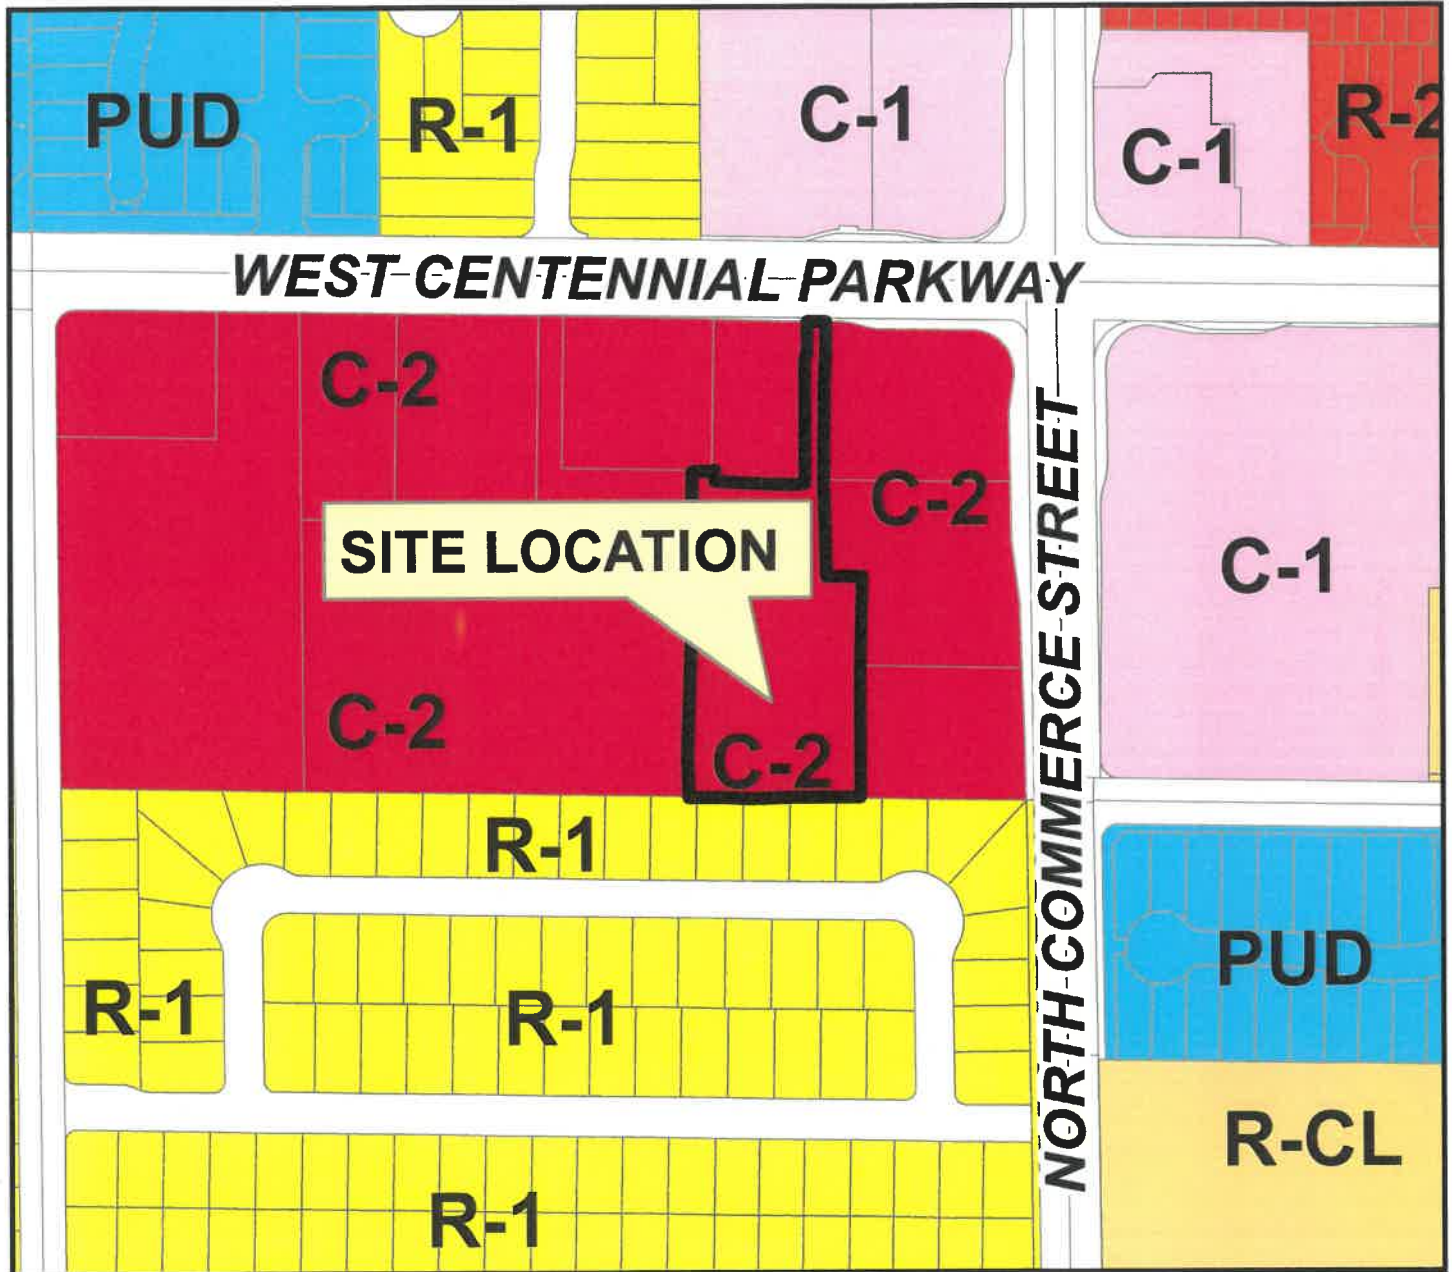 PUD
R-1
C-1
C-1
R-2
WEST CENTENNIAL PARKWAY
C-2
C-2
SITE LOCATION
C-1
C-2
C-2
NORTH COMMERCE STREET
R-1
PUD
R-1
R-1
R-CL
R-1